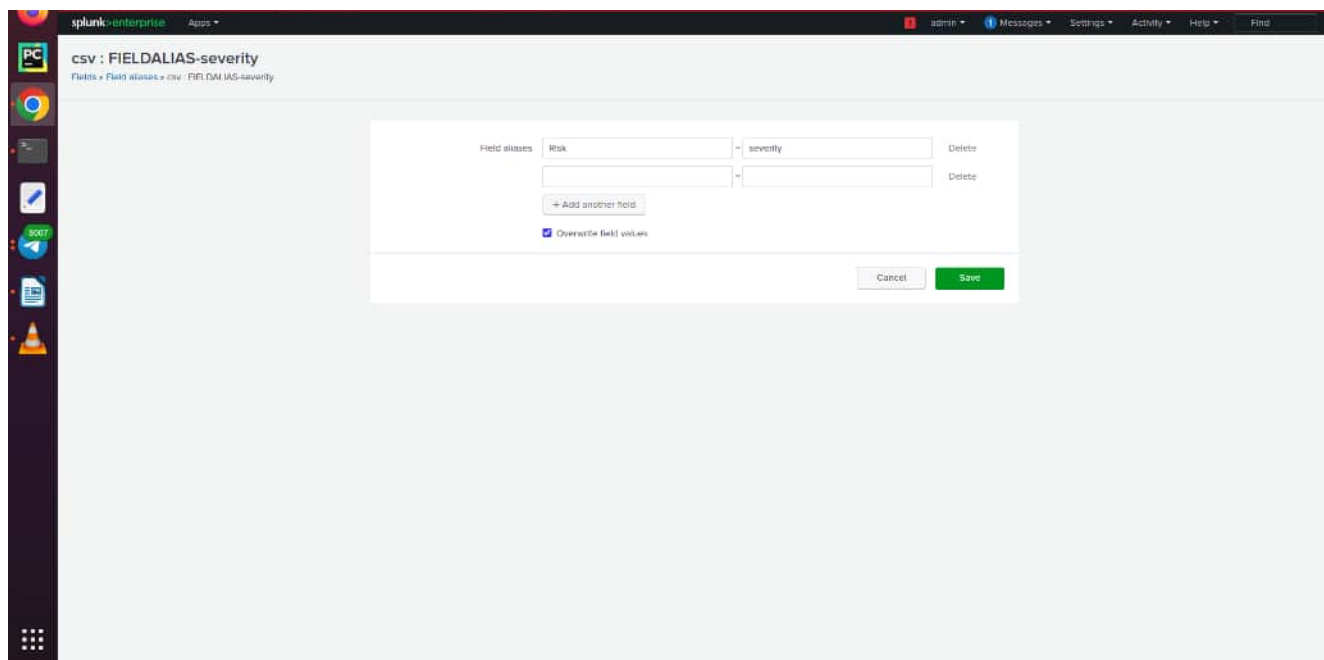 splunk>enterprise Apps ! admin 1 Messages Settings Activity Help Find
PC
csv : FIELDALIAS-severity
Fields » Field aliases » csv : FIELDALIAS-severity
Field aliases Risk = severity Delete
= Delete
+ Add another field
Overwrite field values
Cancel Save